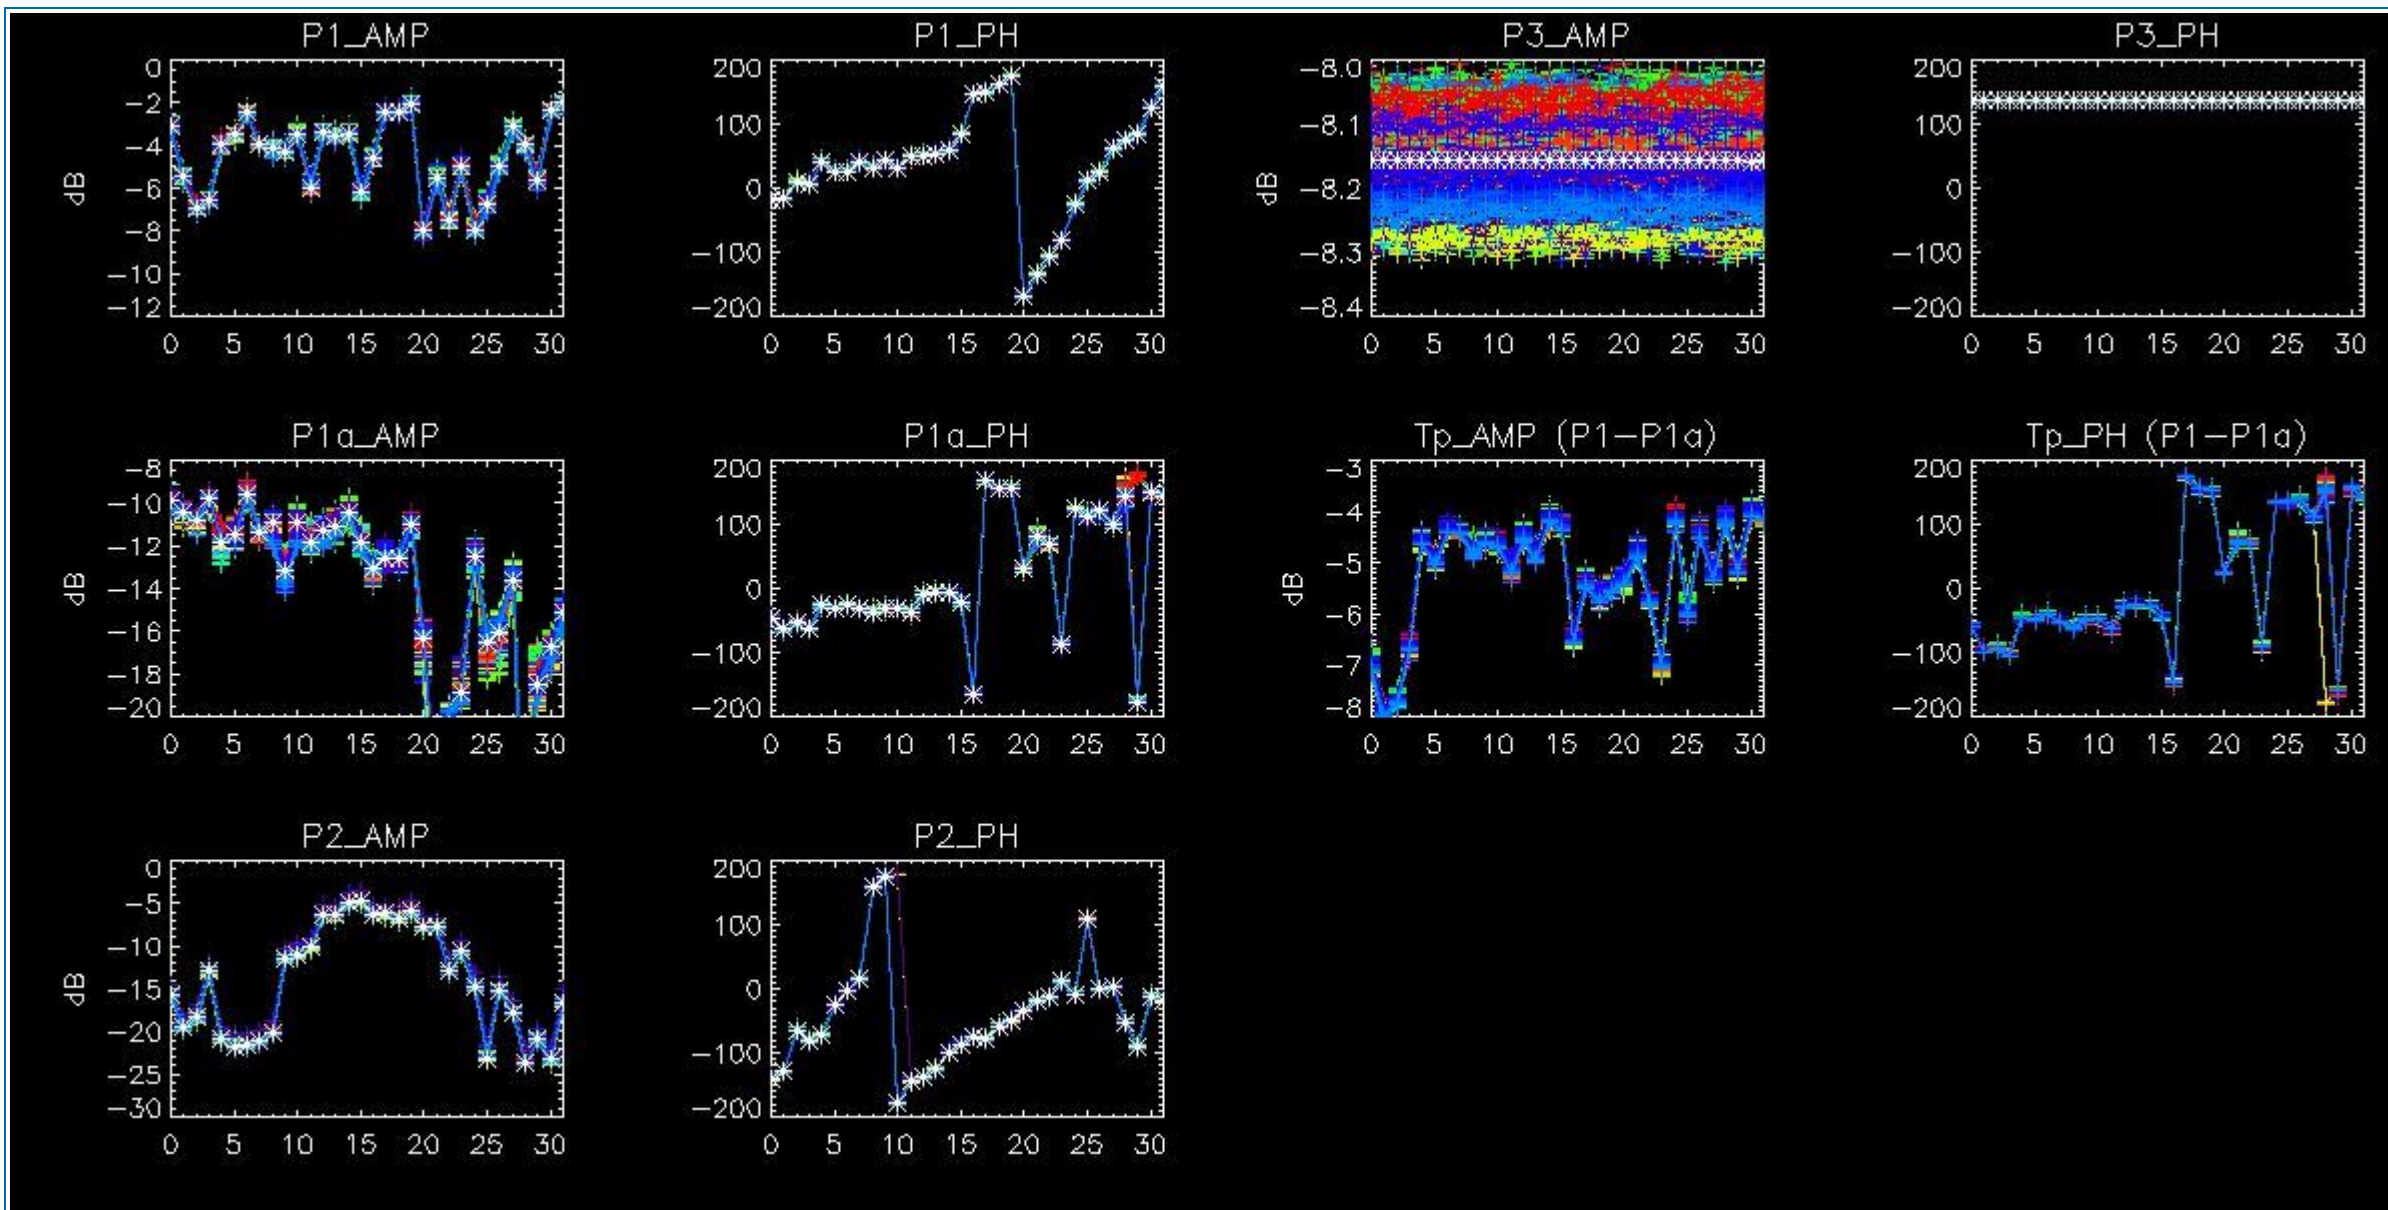 P1_AMP P1_PH P3_AMP P3_PH
0 200 −8.0 200
−2
−4 100 −8.1 100
dB −6 0 dB −8.2 0
−8
−10 −100 −8.3 −100
−12 −200 −8.4 −200
0 5 10 15 20 25 30 0 5 10 15 20 25 30 0 5 10 15 20 25 30 0 5 10 15 20 25 30
P1a_AMP P1a_PH Tp_AMP (P1−P1a) Tp_PH (P1−P1a)
−8 200 −3 200
−10
−12 100 −4 100
dB −14 0 dB −5 0
−16 −6
−18 −100 −7 −100
−20 −200 −8 −200
0 5 10 15 20 25 30 0 5 10 15 20 25 30 0 5 10 15 20 25 30 0 5 10 15 20 25 30
P2_AMP P2_PH
0 200
−5 100
−10
dB −15 0
−20 −100
−25
−30 −200
0 5 10 15 20 25 30 0 5 10 15 20 25 30